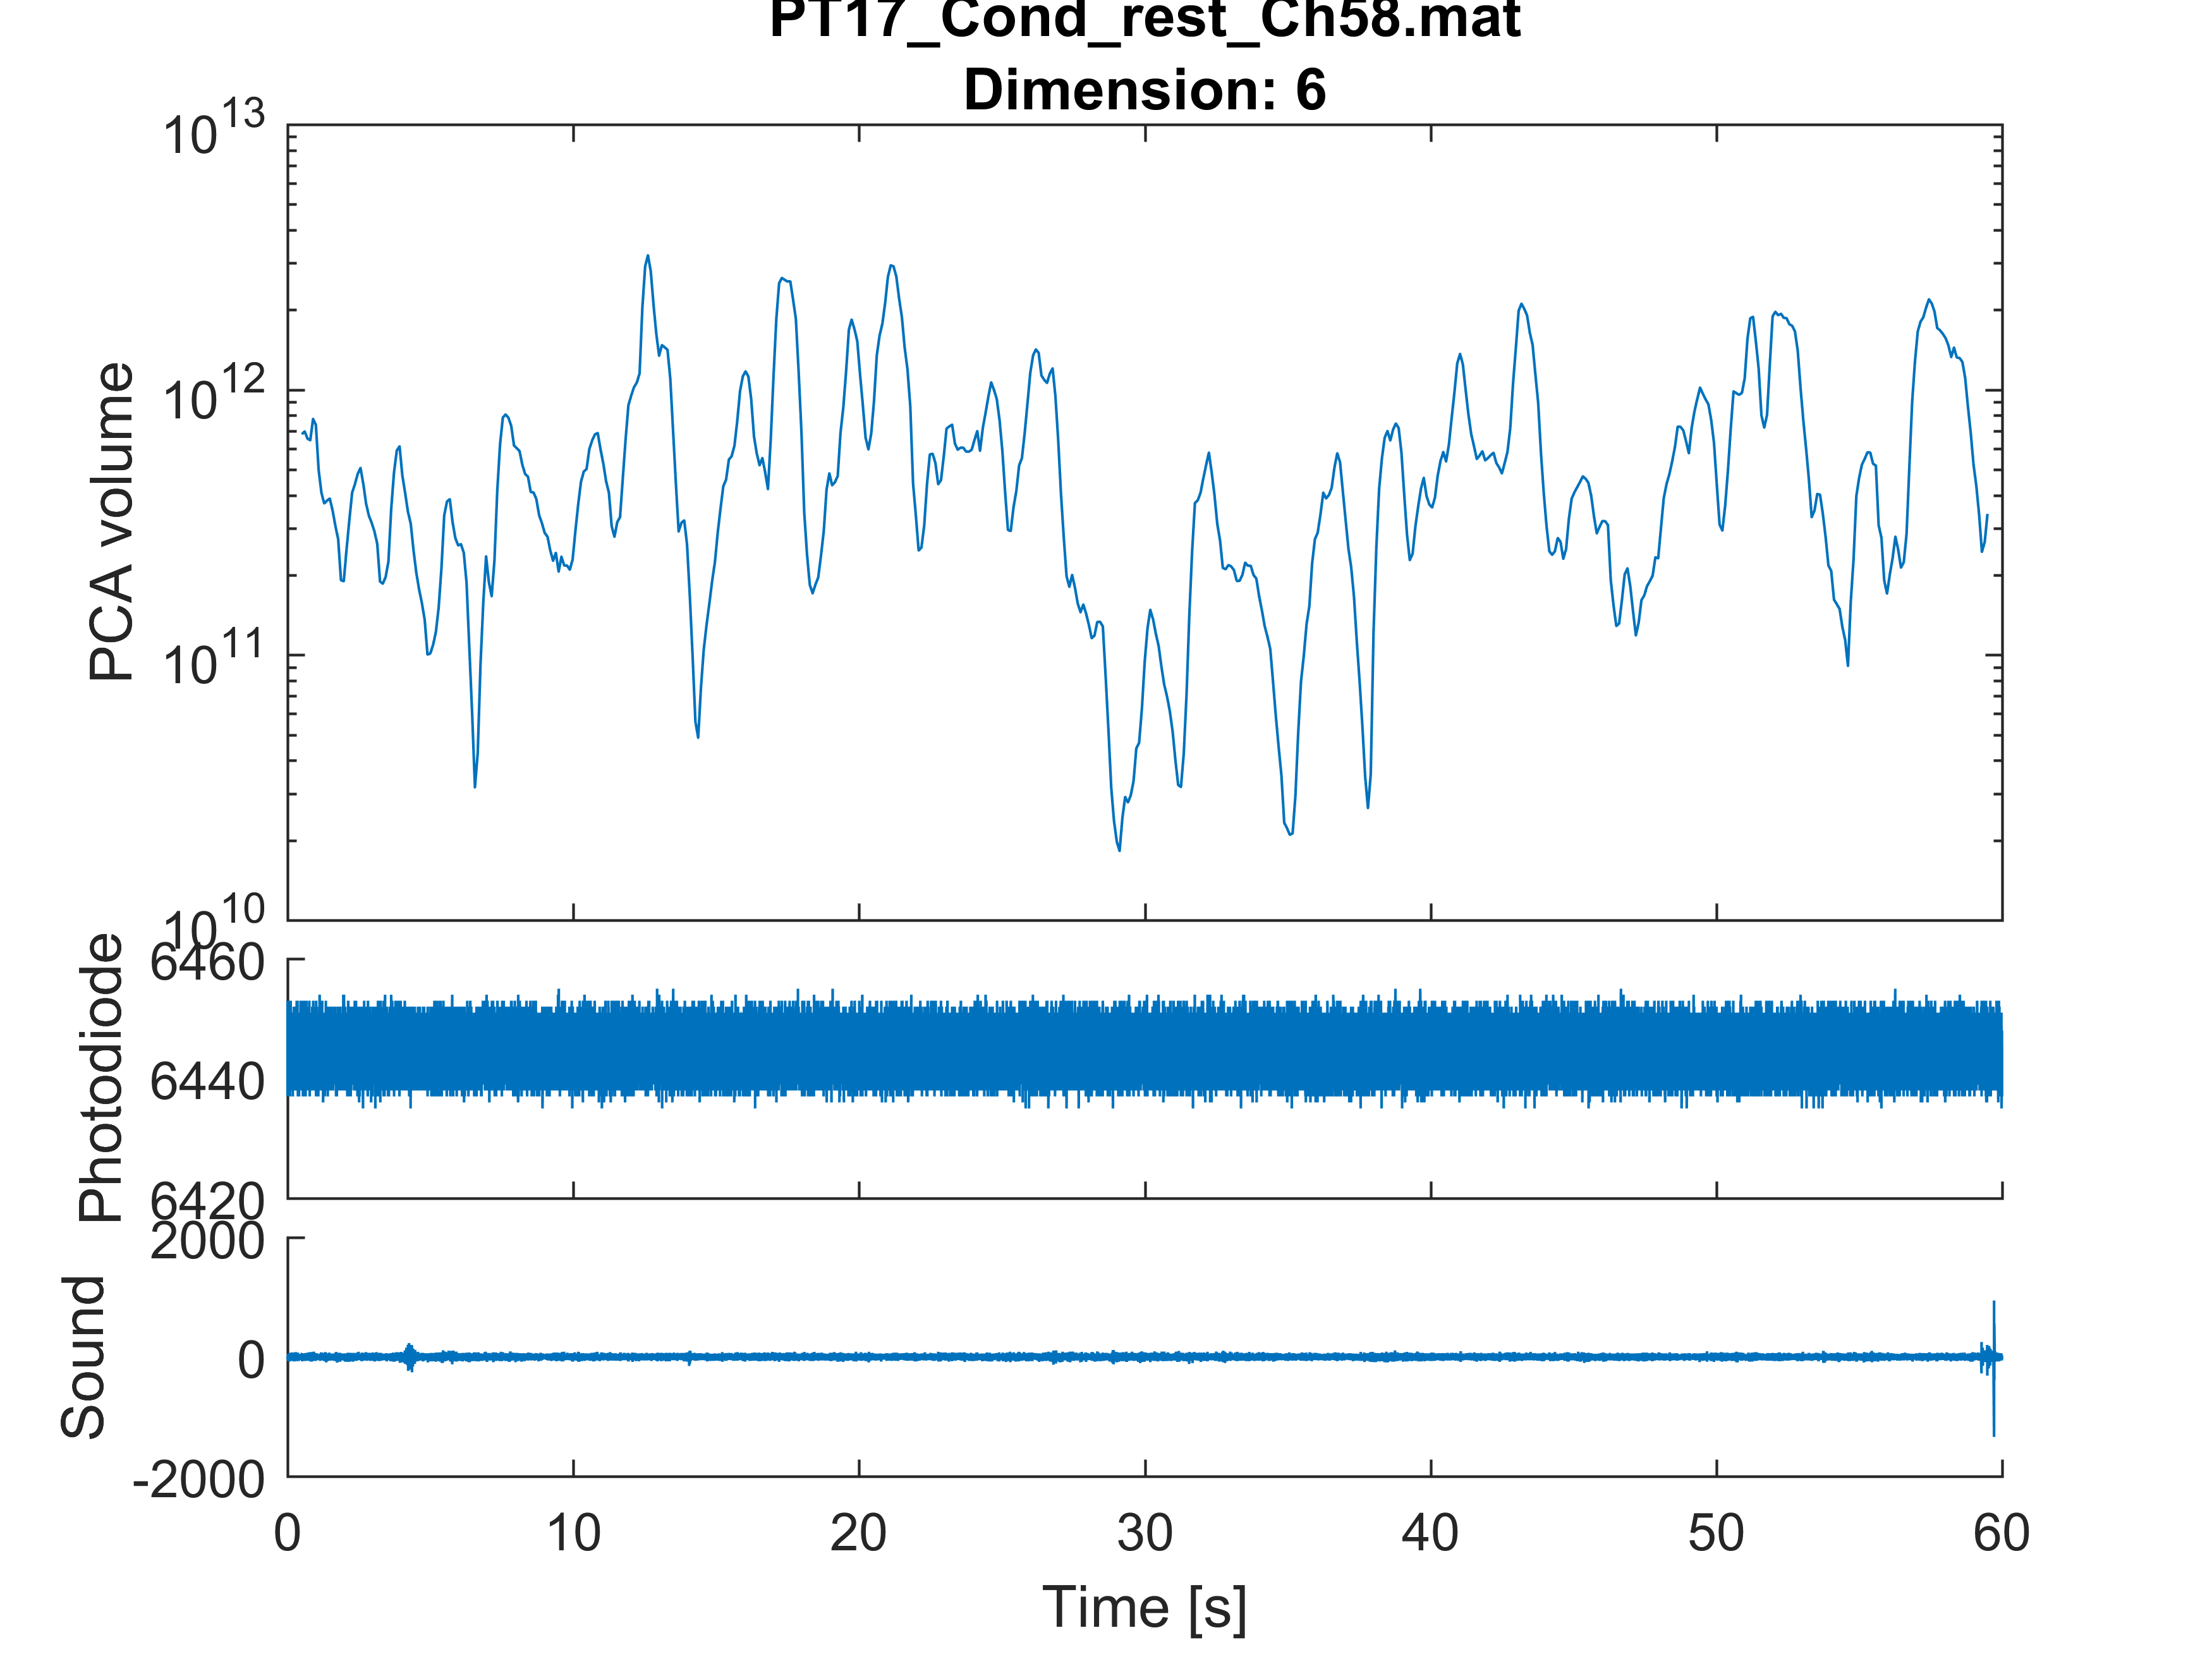 PT17_Cond_rest_Ch58.mat
Dimension: 6
PCA volume
10^13
10^12
10^11
10^10
Photodiode
6460
6440
6420
Sound
2000
0
-2000
0 10 20 30 40 50 60
Time [s]